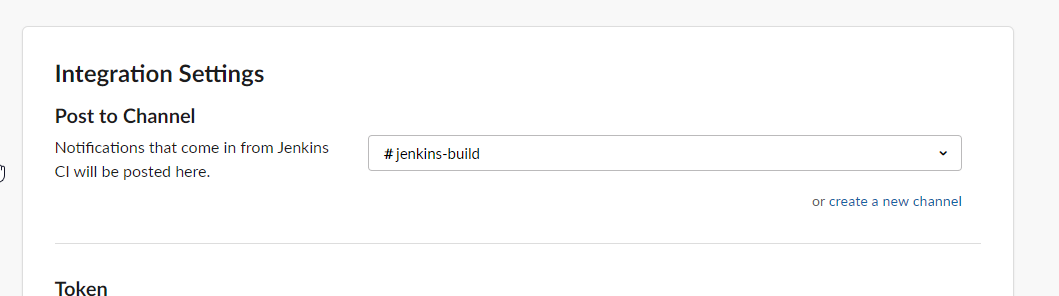 Integration Settings
Post to Channel
Notifications that come in from Jenkins
CI will be posted here.
#jenkins-build
or create a new channel
Token